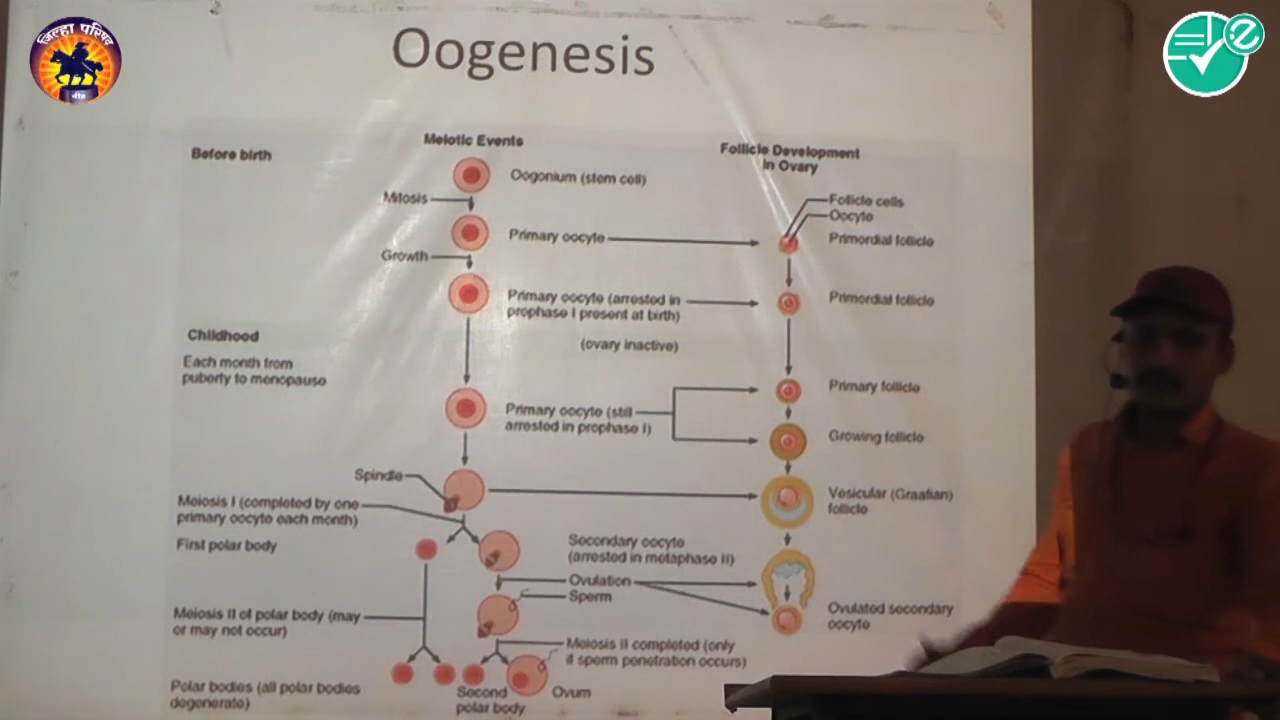 जिल्हा परिषद
बीड
Oogenesis
Before birth
Meiotic Events
Follicle Development
in Ovary
Oogonium (stem cell)
Mitosis
Follicle cells
Oocyte
Primary oocyte
Primordial follicle
Growth
Primary oocyte (arrested in
prophase I present at birth)
Primordial follicle
Childhood
(ovary inactive)
Each month from
puberty to menopause
Primary follicle
Primary oocyte (still
arrested in prophase I)
Growing follicle
Spindle
Meiosis I (completed by one
primary oocyte each month)
Vesicular (Graafian)
follicle
First polar body
Secondary oocyte
(arrested in metaphase II)
Ovulation
Sperm
Meiosis II of polar body (may
or may not occur)
Ovulated secondary
oocyte
Meiosis II completed (only
if sperm penetration occurs)
Polar bodies (all polar bodies
degenerate)
Second
polar body
Ovum